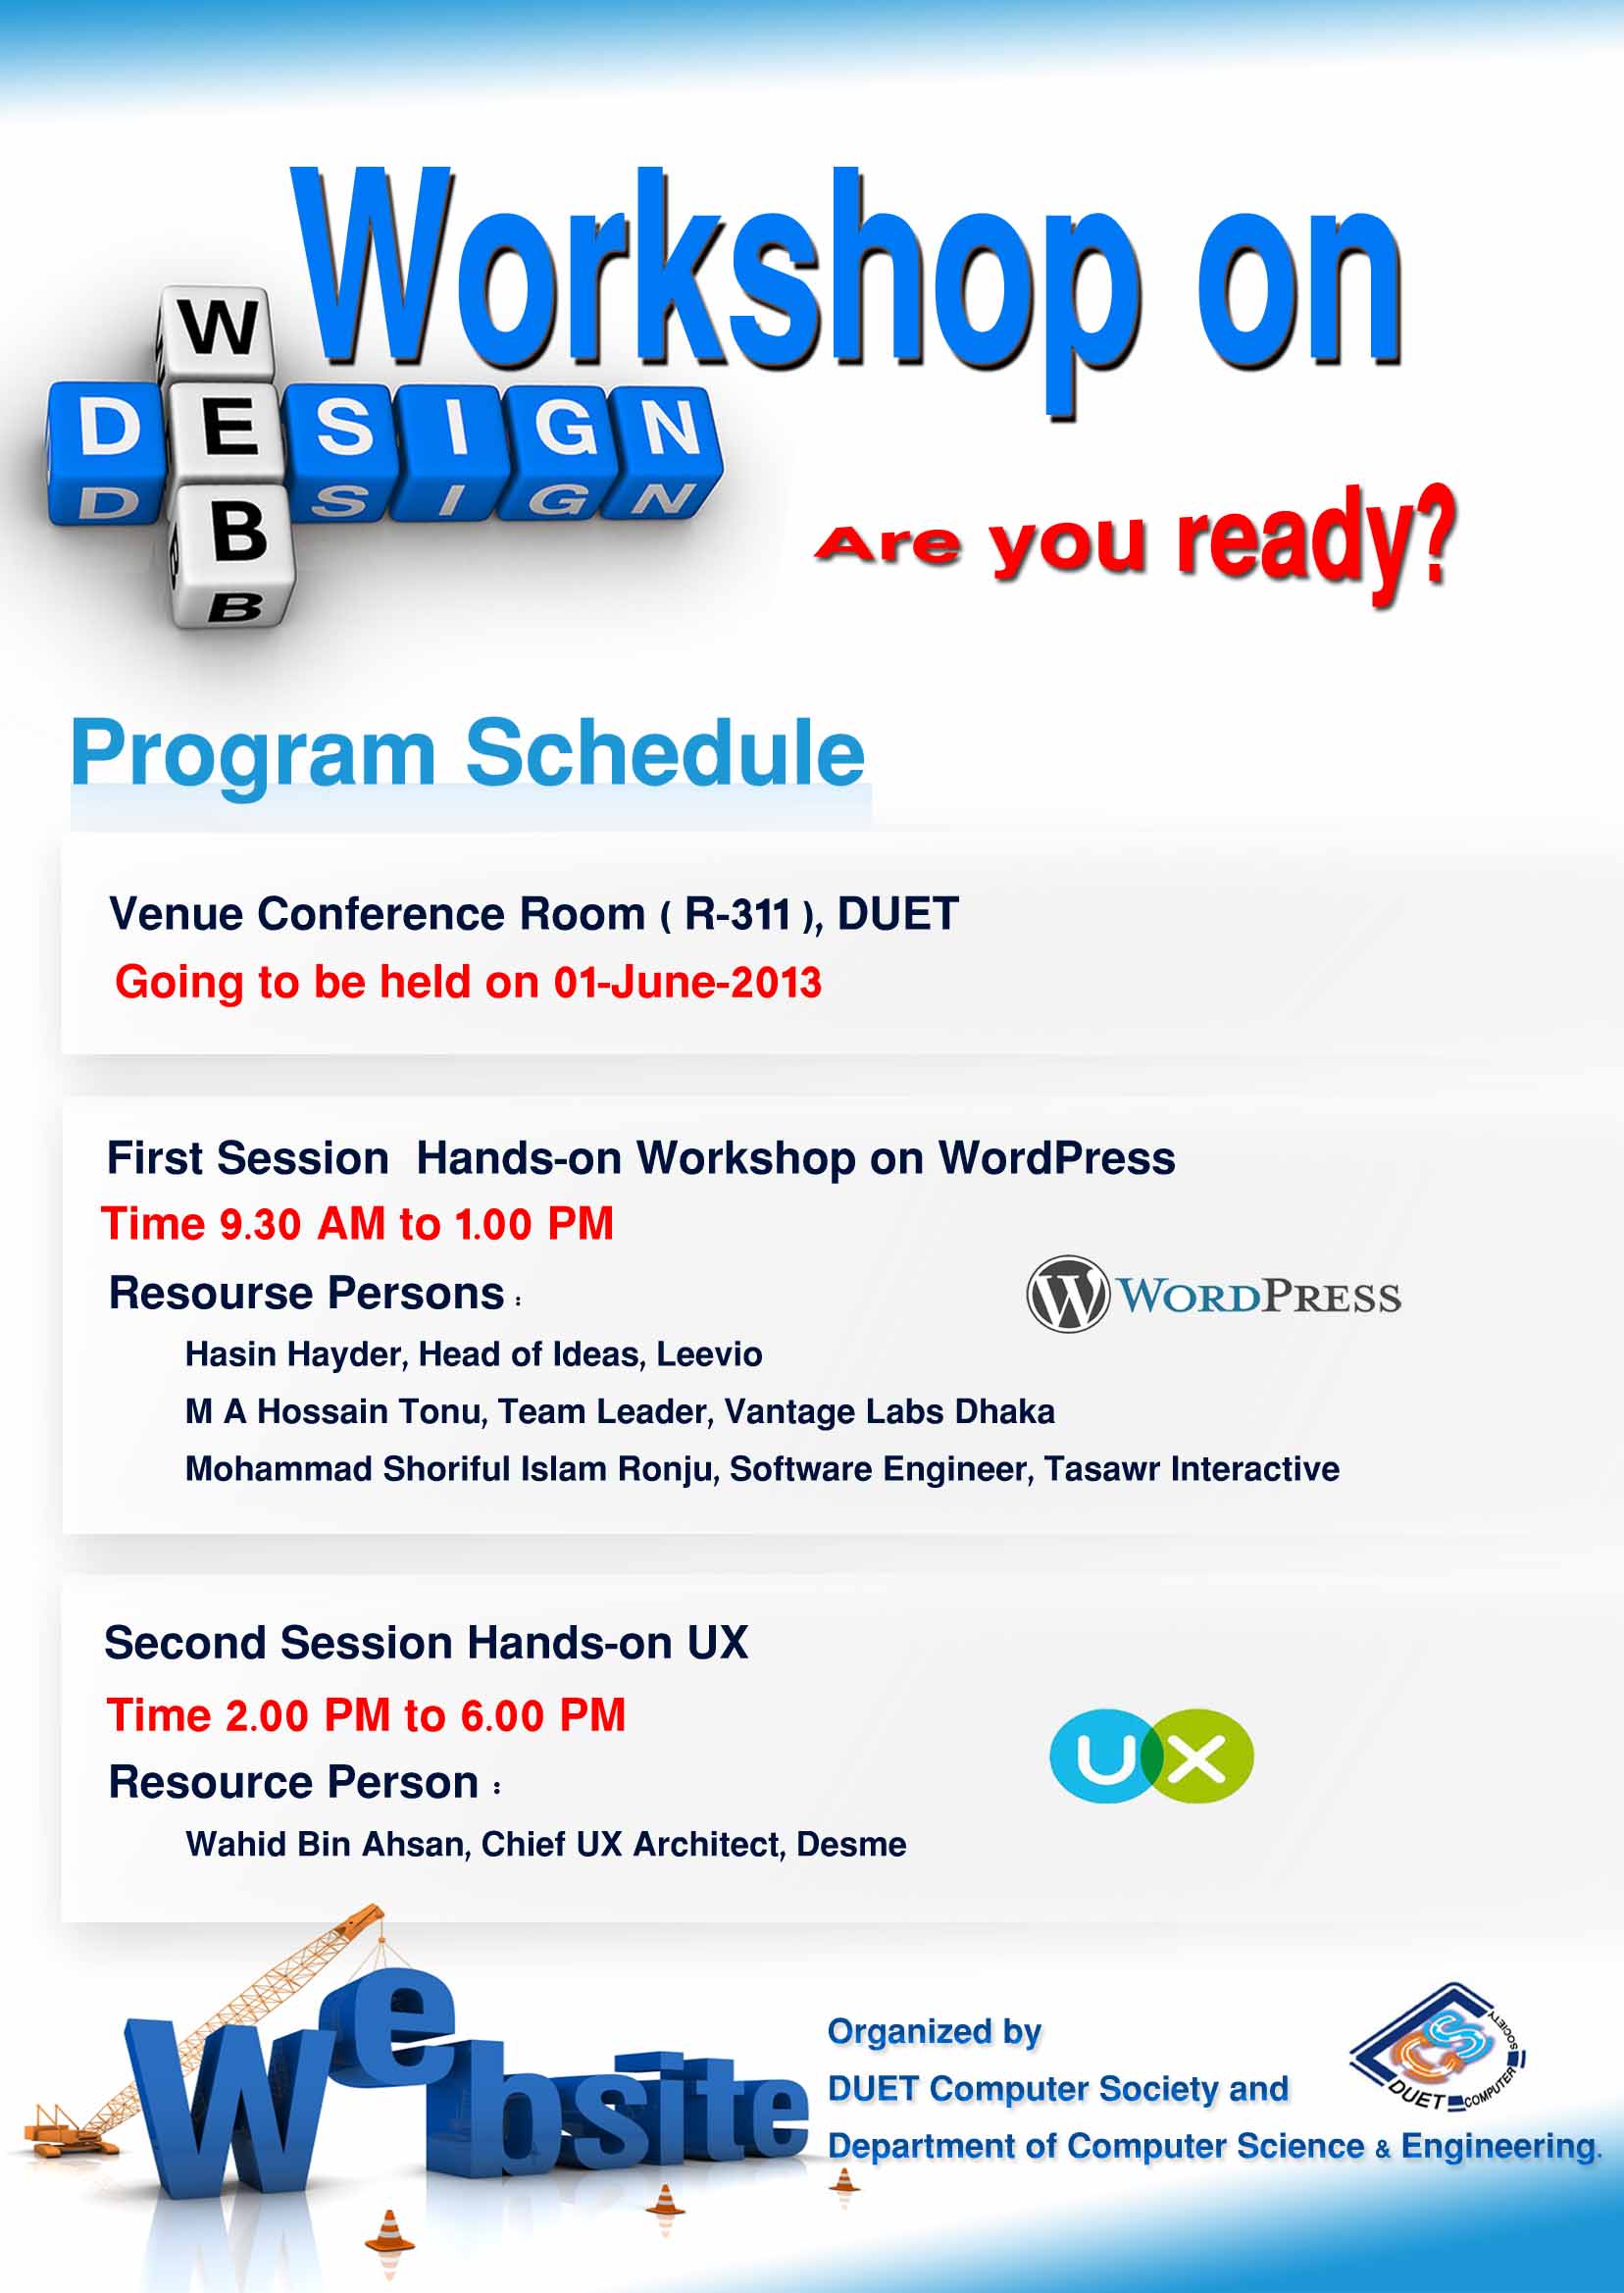 Workshop on
WEB
DESIGN
Are you ready?
Program Schedule
Venue Conference Room ( R-311 ), DUET
Going to be held on 01-June-2013
First Session Hands-on Workshop on WordPress
Time 9.30 AM to 1.00 PM
Resourse Persons :
WORDPRESS
Hasin Hayder, Head of Ideas, Leevio
M A Hossain Tonu, Team Leader, Vantage Labs Dhaka
Mohammad Shoriful Islam Ronju, Software Engineer, Tasawr Interactive
Second Session Hands-on UX
Time 2.00 PM to 6.00 PM
UX
Resource Person :
Wahid Bin Ahsan, Chief UX Architect, Desme
Website
Organized by
DUET Computer Society and
Department of Computer Science & Engineering.
DUET COMPUTER SOCIETY